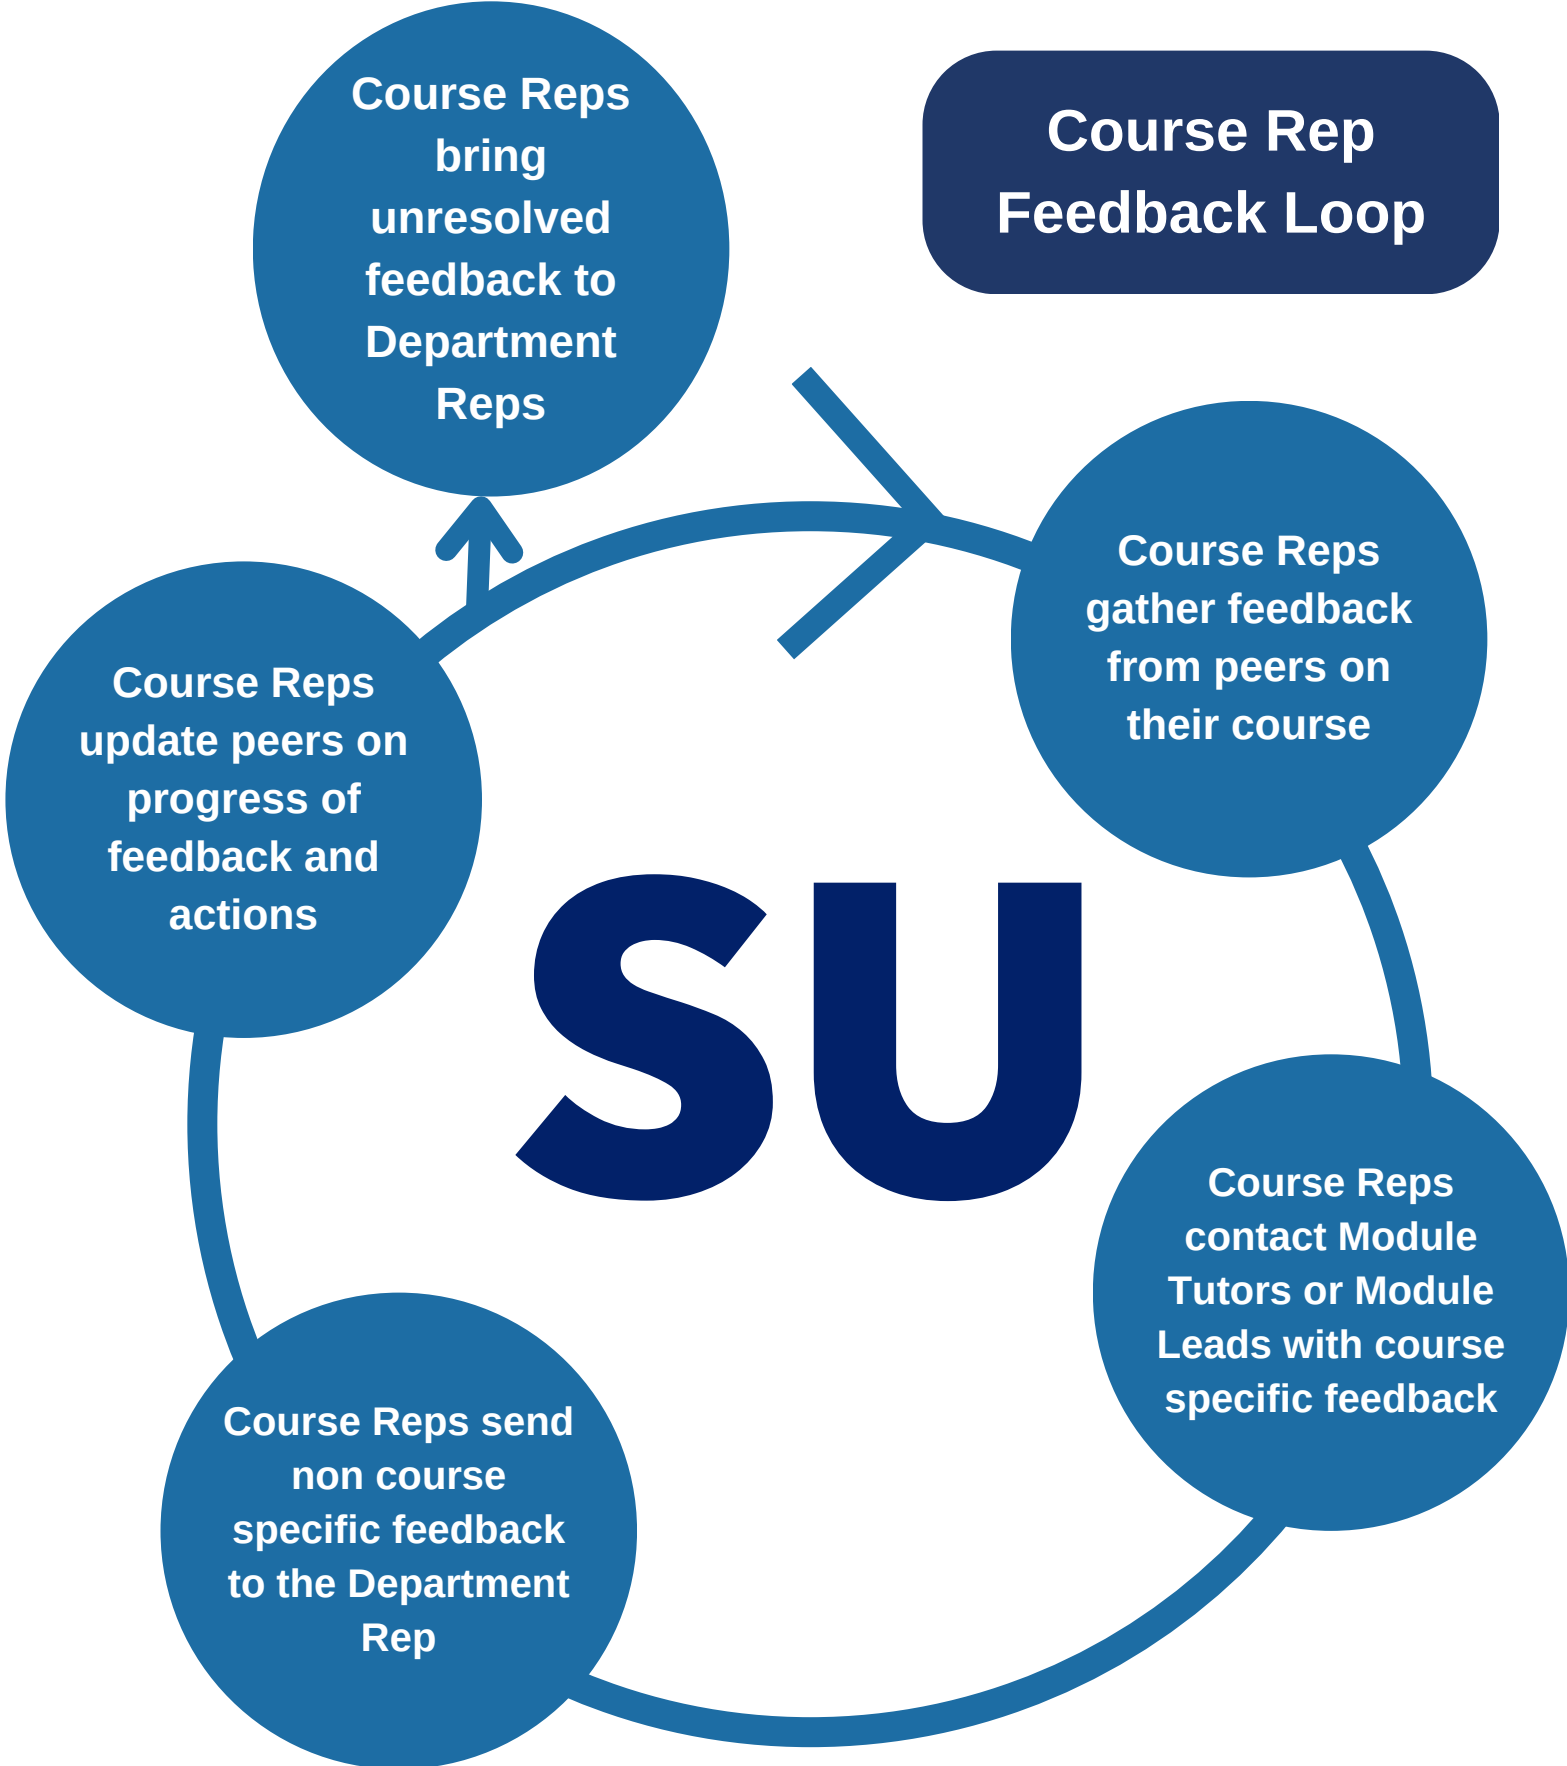 Course Rep
Feedback Loop
Course Reps
bring
unresolved
feedback to
Department
Reps
Course Reps
gather feedback
from peers on
their course
Course Reps
contact Module
Tutors or Module
Leads with course
specific feedback
Course Reps send
non course
specific feedback
to the Department
Rep
Course Reps
update peers on
progress of
feedback and
actions
SU